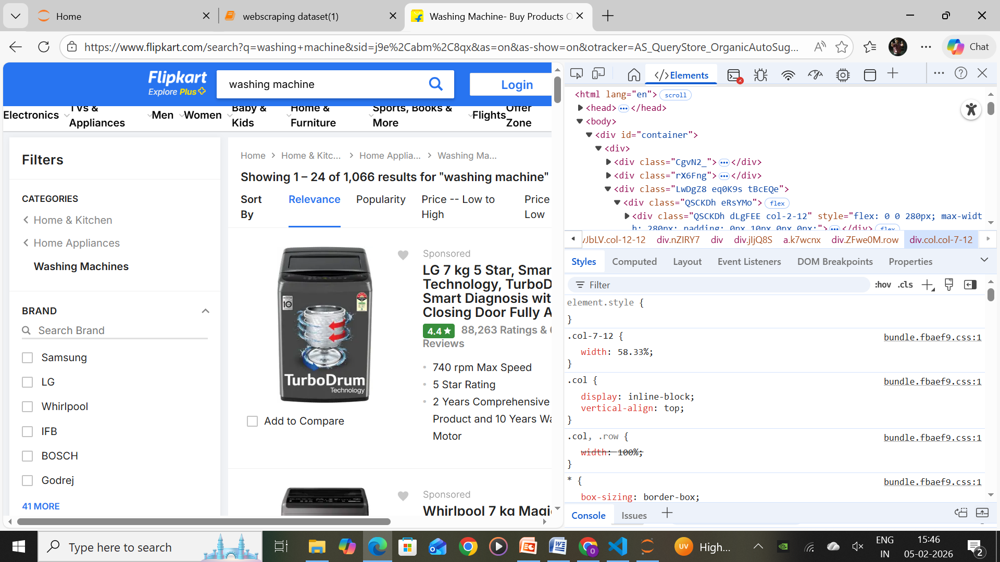 Home
webscraping dataset(1)
Washing Machine- Buy Products O
https://www.flipkart.com/search?q=washing+machine&sid=j9e%2Cabm%2C8qx&as=on&as-show=on&otracker=AS_QueryStore_OrganicAutoSug...
Chat
Flipkart
Explore Plus
washing machine
Login
Electronics
TVs & Appliances
Men
Women
Baby & Kids
Home & Furniture
Sports, Books & More
Flights
Offer Zone
Filters
CATEGORIES
Home & Kitchen
Home Appliances
Washing Machines
BRAND
Search Brand
Samsung
LG
Whirlpool
IFB
BOSCH
Godrej
41 MORE
Home > Home & Kitc... > Home Applia... > Washing Ma...
Showing 1 – 24 of 1,066 results for "washing machine"
Sort By
Relevance
Popularity
Price -- Low to High
Price
Low
TurboDrum
Technology
10
Add to Compare
Sponsored
LG 7 kg 5 Star, Smar
Technology, TurboD
Smart Diagnosis wit
Closing Door Fully A
4.4★ 88,263 Ratings &
Reviews
740 rpm Max Speed
5 Star Rating
2 Years Comprehensive
Product and 10 Years Wa
Motor
Sponsored
Whirlpool 7 kg Magi
Elements
<html lang="en"> scroll
<head> ••• </head>
<body>
<div id="container">
<div>
<div class="CgvN2_"> ••• </div>
<div class="rX6Fng"> ••• </div>
<div class="LwDgZ8 eq0K9s tBcEQe">
<div class="QSCKDh eRsYMo"> flex
<div class="QSCKDh dLgFEE col-2-12" style="flex: 0 0 280px; max-widt
h: 280px; padding: 0px 10px 0px 0px;"> ••• </div> flex
/JbLV.col-12-12 div.nZIRY7 div div.jIjQ8S a.k7wcnx div.ZFwe0M.row div.col.col-7-12
Styles Computed Layout Event Listeners DOM Breakpoints Properties
Filter
:hov .cls
element.style {
}
.col-7-12 {
bundle.fbaef9.css:1
width: 58.33%;
}
.col {
bundle.fbaef9.css:1
display: inline-block;
vertical-align: top;
}
.col, .row {
bundle.fbaef9.css:1
width: 100%;
}
* {
bundle.fbaef9.css:1
box-sizing: border-box;
Console Issues
Type here to search
UV
High...
ENG
IN
15:46
05-02-2026
2